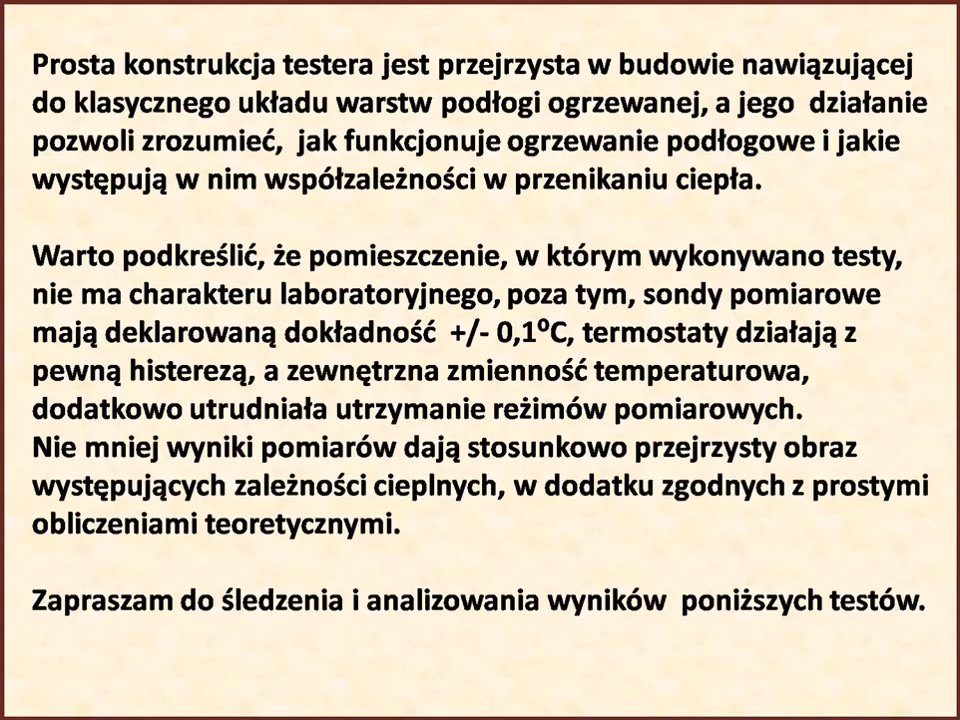 Prosta konstrukcja testera jest przejrzysta w budowie nawiązującej
do klasycznego układu warstw podłogi ogrzewanej, a jego  działanie
pozwoli zrozumieć,  jak funkcjonuje ogrzewanie podłogowe i jakie
występują w nim współzależności w przenikaniu ciepła.
Warto podkreślić, że pomieszczenie, w którym wykonywano testy,
nie ma charakteru laboratoryjnego, poza tym, sondy pomiarowe
mają deklarowaną dokładność  +/- 0,1⁰C, termostaty działają z
pewną histerezą, a zewnętrzna zmienność temperaturowa,
dodatkowo utrudniała utrzymanie reżimów pomiarowych.
Nie mniej wyniki pomiarów dają stosunkowo przejrzysty obraz
występujących zależności cieplnych, w dodatku zgodnych z prostymi
obliczeniami teoretycznymi.
Zapraszam do śledzenia i analizowania wyników  poniższych testów.